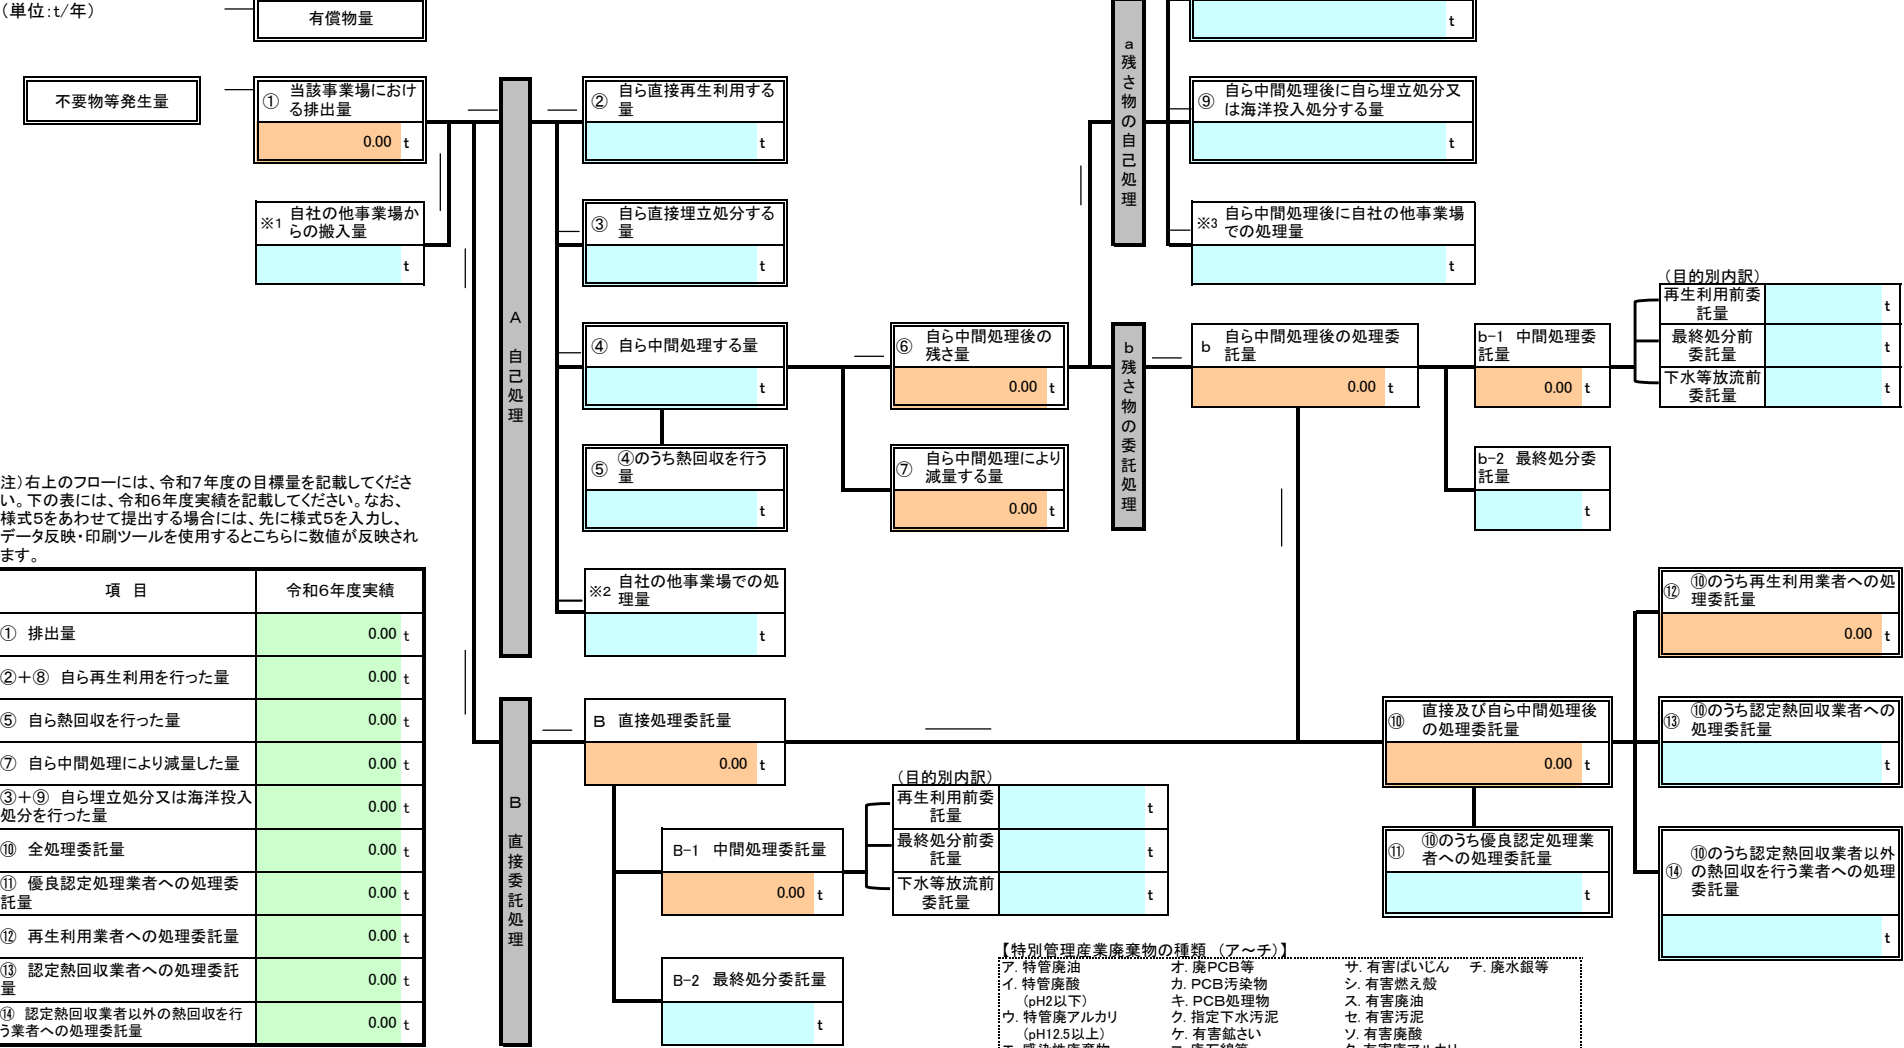 （単位：ｔ/年）
有償物量
ｔ
不要物等発生量
① 当該事業場におけ
る排出量
0.00 ｔ
※1 自社の他事業場か
らの搬入量
ｔ
Ａ 自己処理
② 自ら直接再生利用する
量
ｔ
③ 自ら直接埋立処分する
量
ｔ
④ 自ら中間処理する量
ｔ
⑤ ④のうち熱回収を行う
量
ｔ
※2 自社の他事業場での処
理量
ｔ
⑥ 自ら中間処理後の
残さ量
0.00 ｔ
⑦ 自ら中間処理により
減量する量
0.00 ｔ
ａ 残さ物の自己処理
⑨ 自ら中間処理後に自ら埋立処分又
は海洋投入処分する量
ｔ
※3 自ら中間処理後に自社の他事業場
での処理量
ｔ
ｂ 残さ物の委託処理
ｂ 自ら中間処理後の処理委
託量
0.00 ｔ
b-1 中間処理委
託量
0.00 ｔ
b-2 最終処分委
託量
ｔ
（目的別内訳）
再生利用前委
託量
ｔ
最終処分前
委託量
ｔ
下水等放流前
委託量
ｔ
注）右上のフローには、令和７年度の目標量を記載してくださ
い。下の表には、令和６年度実績を記載してください。なお、
様式５をあわせて提出する場合には、先に様式５を入力し、
データ反映・印刷ツールを使用するとこちらに数値が反映され
ます。
項 目 令和６年度実績
① 排出量 0.00 ｔ
②＋⑧ 自ら再生利用を行った量 0.00 ｔ
⑤ 自ら熱回収を行った量 0.00 ｔ
⑦ 自ら中間処理により減量した量 0.00 ｔ
③＋⑨ 自ら埋立処分又は海洋投入
処分を行った量 0.00 ｔ
⑩ 全処理委託量 0.00 ｔ
⑪ 優良認定処理業者への処理委
託量 0.00 ｔ
⑫ 再生利用業者への処理委託量 0.00 ｔ
⑬ 認定熱回収業者への処理委託
量 0.00 ｔ
⑭ 認定熱回収業者以外の熱回収を行
う業者への処理委託量 0.00 ｔ
Ｂ 直接委託処理
Ｂ 直接処理委託量
0.00 ｔ
B-1 中間処理委託量
0.00 ｔ
B-2 最終処分委託量
ｔ
（目的別内訳）
再生利用前委
託量
ｔ
最終処分前委
託量
ｔ
下水等放流前
委託量
ｔ
⑩ 直接及び自ら中間処理後
の処理委託量
0.00 ｔ
⑪ ⑩のうち優良認定処理業
者への処理委託量
ｔ
⑫ ⑩のうち再生利用業者への処
理委託量
0.00 ｔ
⑬ ⑩のうち認定熱回収業者への
処理委託量
ｔ
⑭ ⑩のうち認定熱回収業者以外
の熱回収を行う業者への処理
委託量
ｔ
【特別管理産業廃棄物の種類 （ア～チ）】
ア. 特管廃油 オ. 廃PCB等 サ. 有害ばいじん チ. 廃水銀等
イ. 特管廃酸 カ. PCB汚染物 シ. 有害燃え殻
（pH2以下） キ. PCB処理物 ス. 有害廃油
ウ. 特管廃アルカリ ク. 指定下水汚泥 セ. 有害汚泥
（pH12.5以上） ケ. 有害鉱さい ソ. 有害廃酸